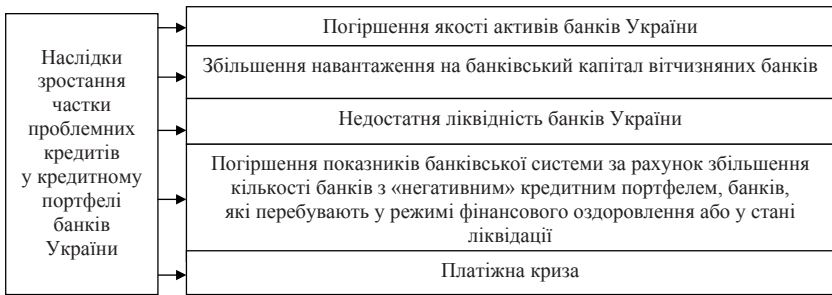 Наслідки
зростання
частки
проблемних
кредитів
у кредитному
портфелі
банків
України
Погіршення якості активів банків України
Збільшення навантаження на банківський капітал вітчизняних банків
Недостатня ліквідність банків України
Погіршення показників банківської системи за рахунок збільшення
кількості банків з «негативним» кредитним портфелем, банків,
які перебувають у режимі фінансового оздоровлення або у стані
ліквідації
Платіжна криза